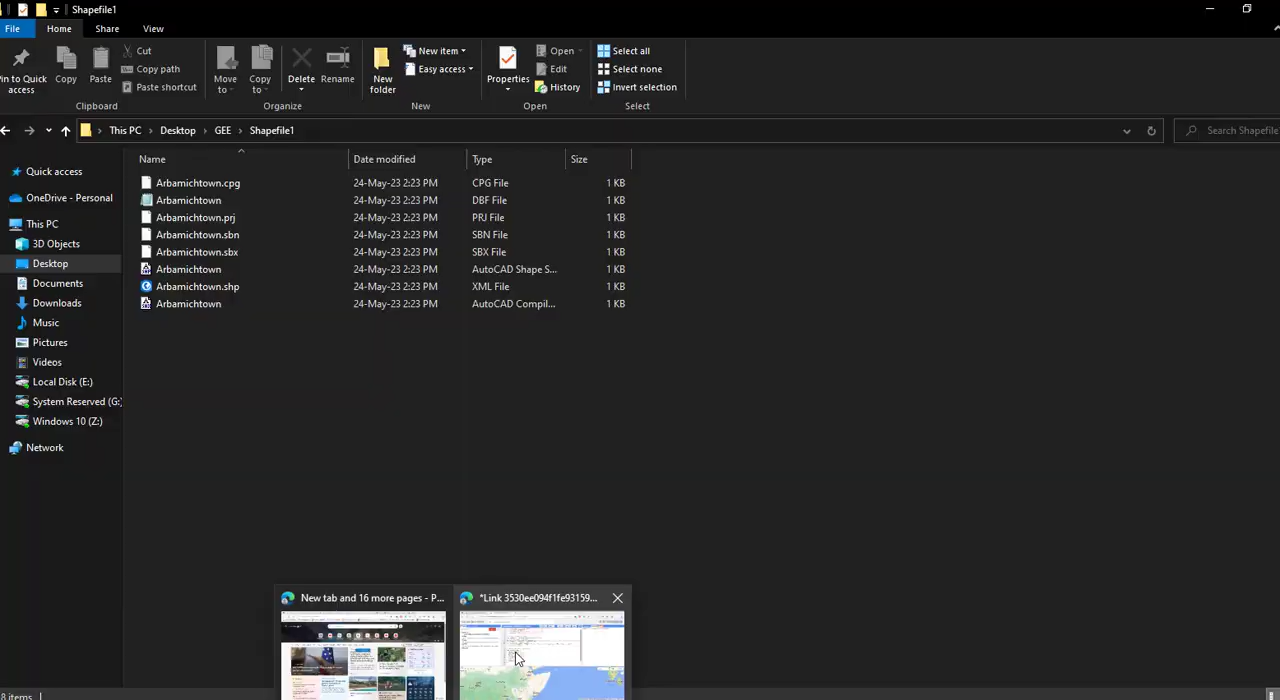 Shapefile1
File Home Share View
Pin to Quick access
Copy
Paste
Cut
Copy path
Paste shortcut
Clipboard
Move to
Copy to
Delete
Rename
Organize
New folder
New item
Easy access
New
Properties
Open
Edit
History
Open
Select all
Select none
Invert selection
Select
This PC > Desktop > GEE > Shapefile1
Search Shapefile
Name Date modified Type Size
Arbamichtown.cpg 24-May-23 2:23 PM CPG File 1 KB
Arbamichtown 24-May-23 2:23 PM DBF File 1 KB
Arbamichtown.prj 24-May-23 2:23 PM PRJ File 1 KB
Arbamichtown.sbn 24-May-23 2:23 PM SBN File 1 KB
Arbamichtown.sbx 24-May-23 2:23 PM SBX File 1 KB
Arbamichtown 24-May-23 2:23 PM AutoCAD Shape S... 1 KB
Arbamichtown.shp 24-May-23 2:23 PM XML File 1 KB
Arbamichtown 24-May-23 2:23 PM AutoCAD Compil... 1 KB
Quick access
OneDrive - Personal
This PC
3D Objects
Desktop
Documents
Downloads
Music
Pictures
Videos
Local Disk (E:)
System Reserved (G:)
Windows 10 (Z:)
Network
New tab and 16 more pages - P...
*Link 3530ee094f1fe93159...
8 items